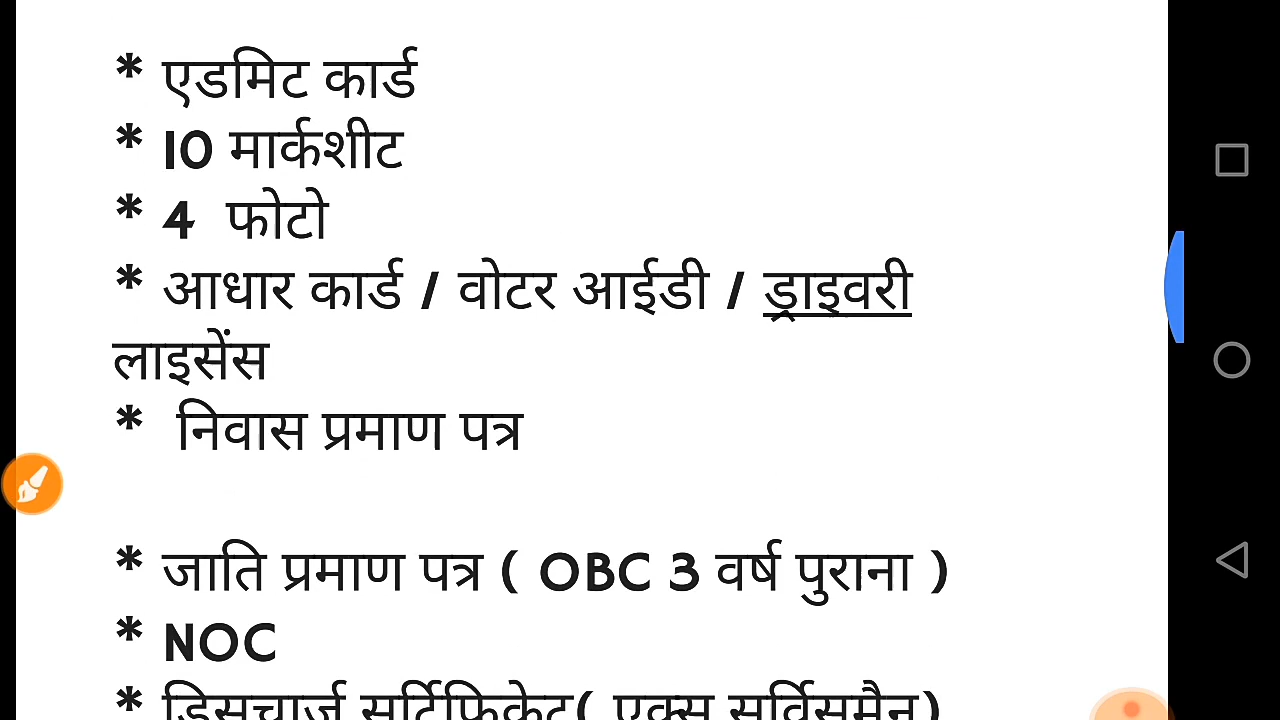 * एडमिट कार्ड
* 10 मार्कशीट
* 4 फोटो
* आधार कार्ड / वोटर आईडी / ड्राइवरी
लाइसेंस
* निवास प्रमाण पत्र
* जाति प्रमाण पत्र ( OBC 3 वर्ष पुराना )
* NOC
* डिसचार्ज सर्टिफिकेट( एक्स सर्विसमैन)